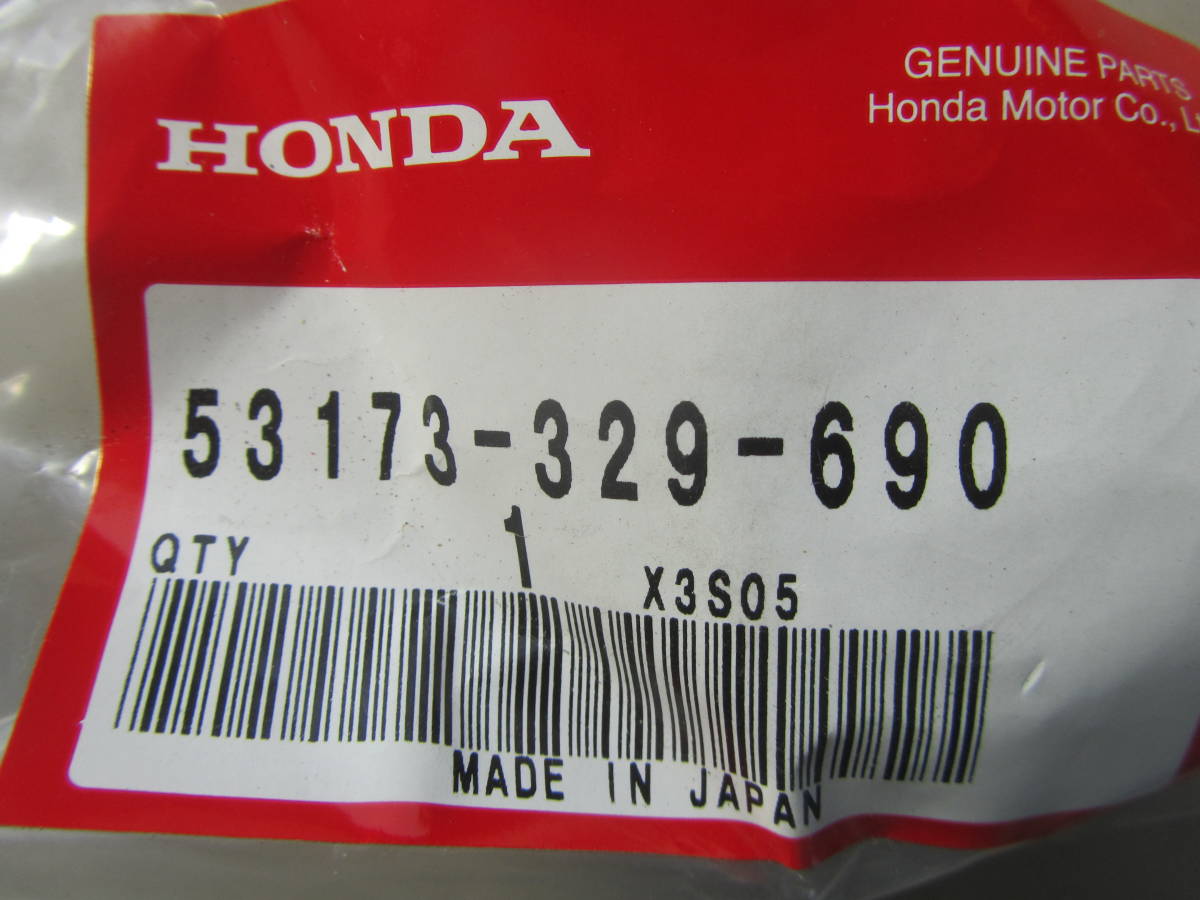 HONDA
GENUINE PARTS
Honda Motor Co.,
53173-329-690
QTY 1 X3S05
MADE IN JAPAN